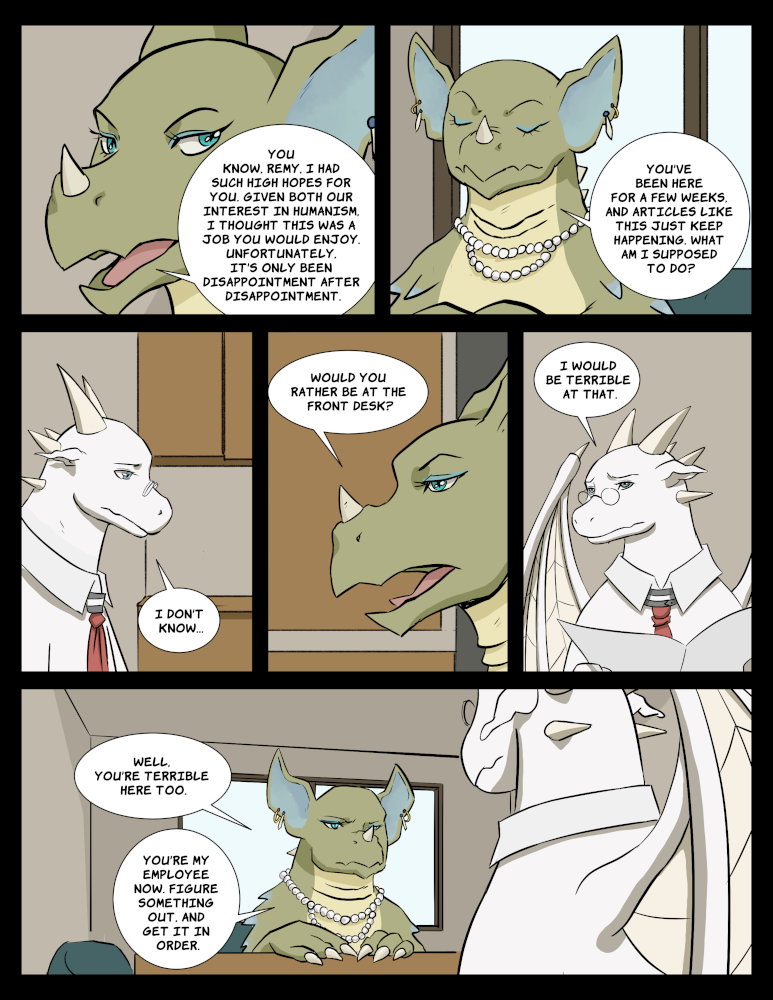 YOU
KNOW, REMY, I HAD
SUCH HIGH HOPES FOR
YOU. GIVEN BOTH OUR
INTEREST IN HUMANISM,
I THOUGHT THIS WAS A
JOB YOU WOULD ENJOY.
UNFORTUNATELY,
IT'S ONLY BEEN
DISAPPOINTMENT AFTER
DISAPPOINTMENT.
YOU'VE
BEEN HERE
FOR A FEW WEEKS,
AND ARTICLES LIKE
THIS JUST KEEP
HAPPENING. WHAT
AM I SUPPOSED
TO DO?
I DON'T
KNOW...
WOULD YOU
RATHER BE AT THE
FRONT DESK?
I WOULD
BE TERRIBLE
AT THAT.
WELL,
YOU'RE TERRIBLE
HERE TOO.
YOU'RE MY
EMPLOYEE
NOW. FIGURE
SOMETHING
OUT, AND
GET IT IN
ORDER.